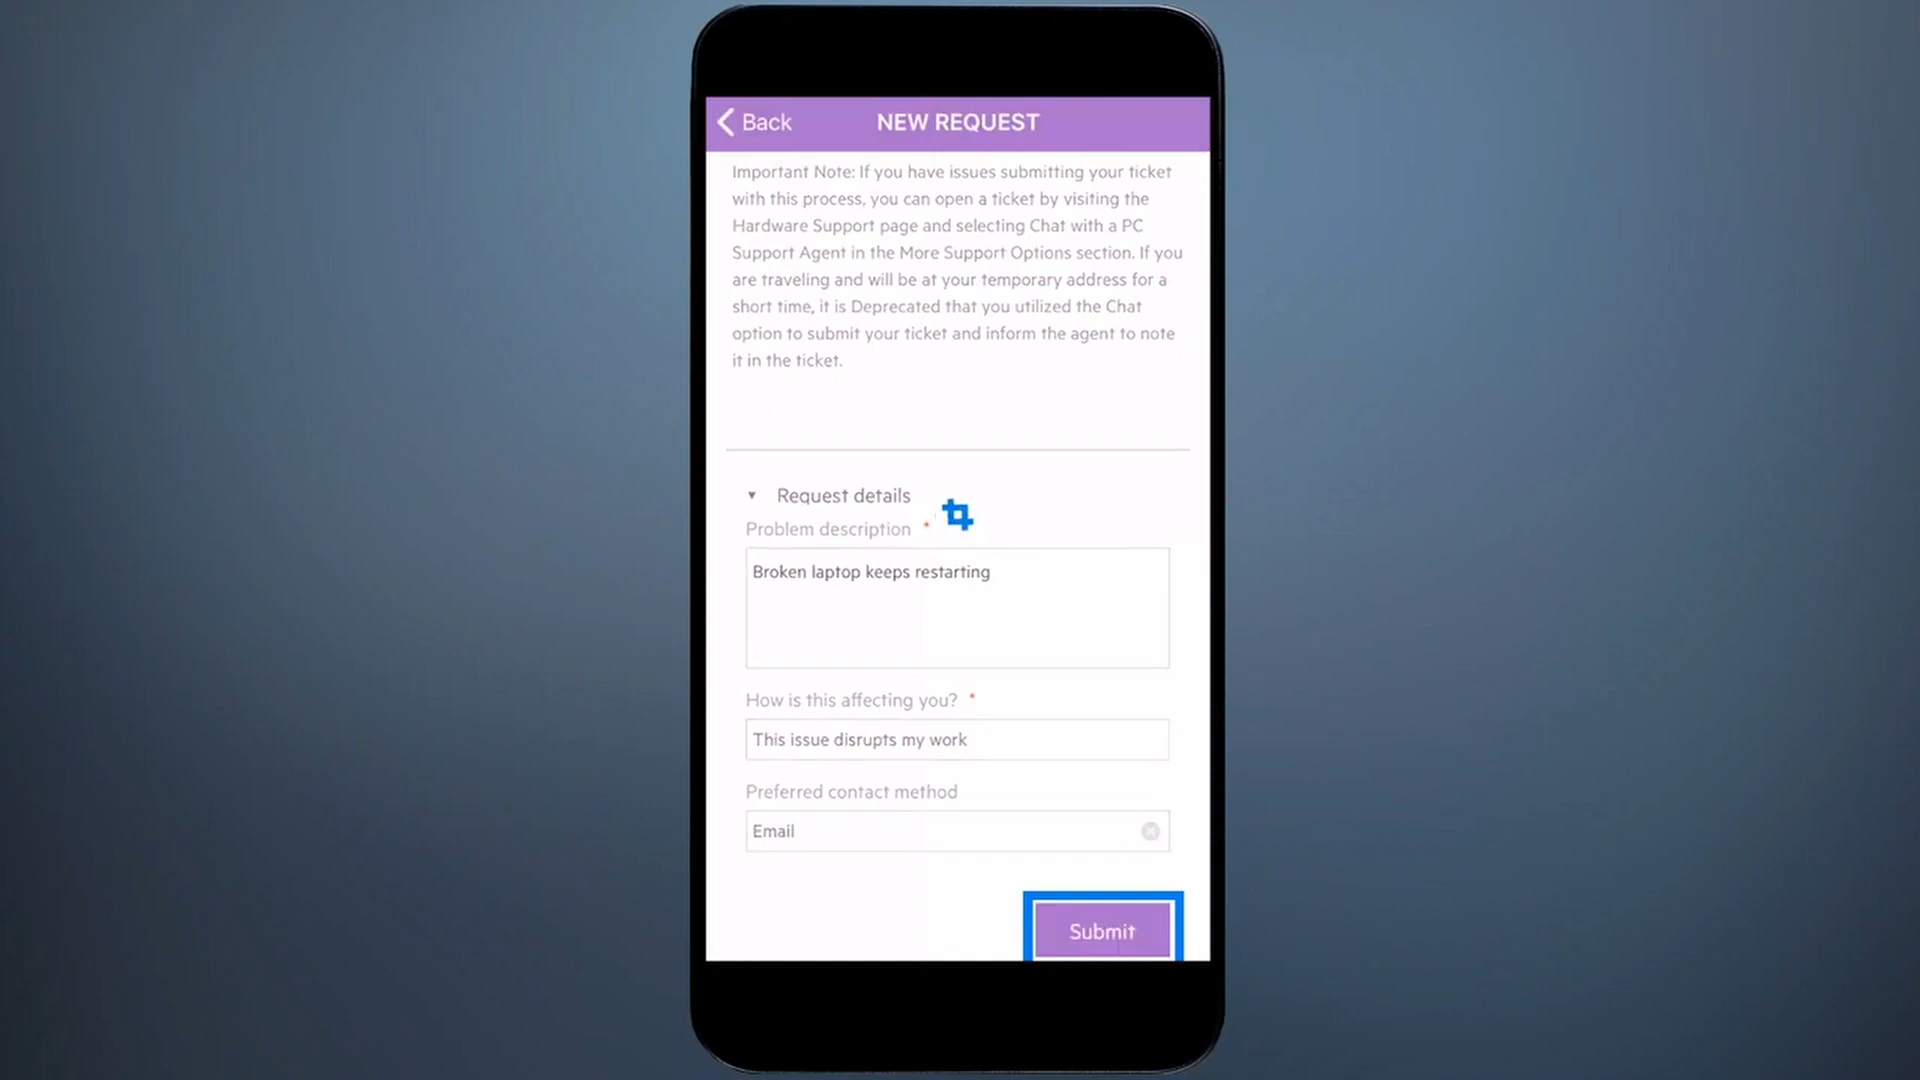 Back
NEW REQUEST
Important Note: If you have issues submitting your ticket
with this process, you can open a ticket by visiting the
Hardware Support page and selecting Chat with a PC
Support Agent in the More Support Options section. If you
are traveling and will be at your temporary address for a
short time, it is Deprecated that you utilized the Chat
option to submit your ticket and inform the agent to note
it in the ticket.
Request details
Problem description *
Broken laptop keeps restarting
How is this affecting you? *
This issue disrupts my work
Preferred contact method
Email
Submit